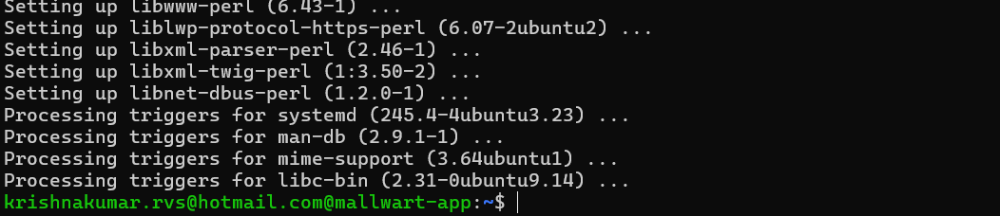 Setting up libwww-perl (6.43-1) ...
Setting up liblwp-protocol-https-perl (6.07-2ubuntu2) ...
Setting up libxml-parser-perl (2.46-1) ...
Setting up libxml-twig-perl (1:3.50-2) ...
Setting up libnet-dbus-perl (1.2.0-1) ...
Processing triggers for systemd (245.4-4ubuntu3.23) ...
Processing triggers for man-db (2.9.1-1) ...
Processing triggers for mime-support (3.64ubuntu1) ...
Processing triggers for libc-bin (2.31-0ubuntu9.14) ...
krishnakumar.rvs@hotmail.com@mallwart-app:~$